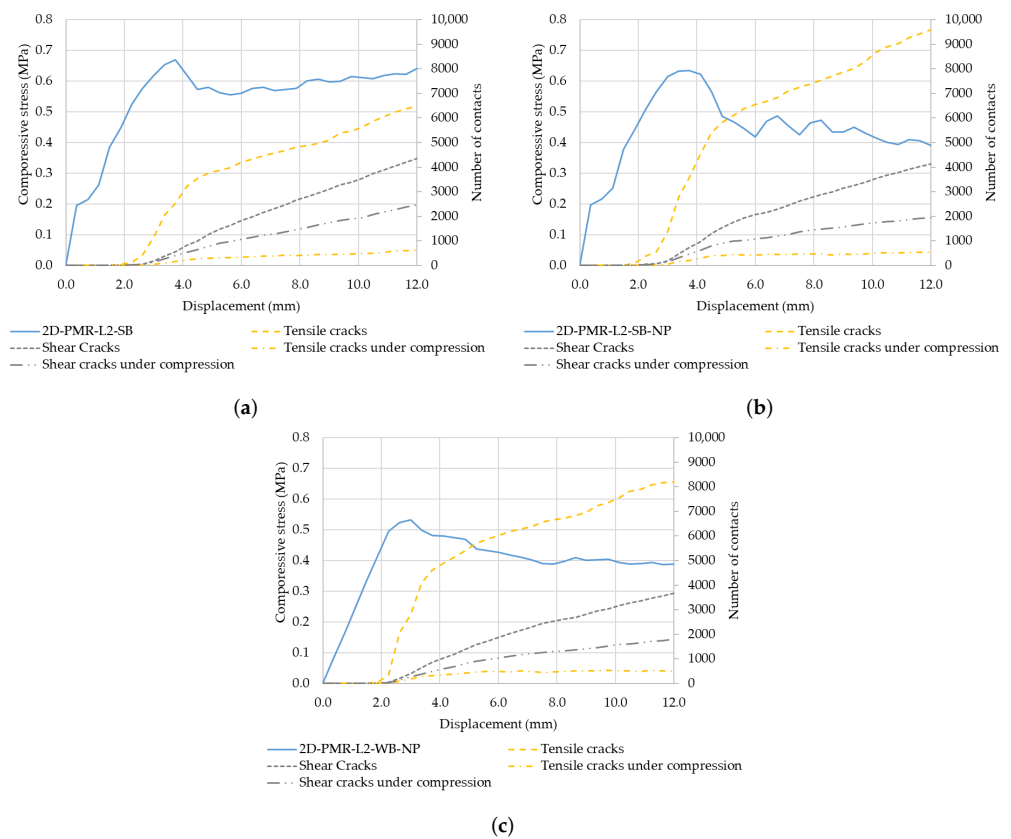 Comporessive stress (MPa)
0.8
0.7
0.6
0.5
0.4
0.3
0.2
0.1
0.0
10,000
9000
8000
7000
6000
5000
4000
3000
2000
1000
0
Number of contacts
0.0 2.0 4.0 6.0 8.0 10.0 12.0
Displacement (mm)
2D-PMR-L2-SB Tensile cracks
Shear Cracks Tensile cracks under compression
Shear cracks under compression
(a)
Comporessive stress (MPa)
0.8
0.7
0.6
0.5
0.4
0.3
0.2
0.1
0.0
10,000
9000
8000
7000
6000
5000
4000
3000
2000
1000
0
Number of contacts
0.0 2.0 4.0 6.0 8.0 10.0 12.0
Displacement (mm)
2D-PMR-L2-SB-NP Tensile cracks
Shear Cracks Tensile cracks under compression
Shear cracks under compression
(b)
Comporessive stress (MPa)
0.8
0.7
0.6
0.5
0.4
0.3
0.2
0.1
0.0
10,000
9000
8000
7000
6000
5000
4000
3000
2000
1000
0
Number of contacts
0.0 2.0 4.0 6.0 8.0 10.0 12.0
Displacement (mm)
2D-PMR-L2-WB-NP Tensile cracks
Shear Cracks Tensile cracks under compression
Shear cracks under compression
(c)